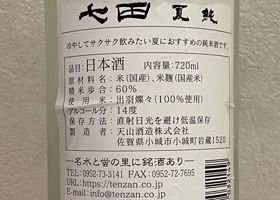 七田 夏純
冷やしてサクサク飲みたい夏におすすめの純米酒です。
品目：日本酒 内容量：720ml
原材料名：米（国産）、米麹（国産米）
精米歩合：60%
使用米：出羽燦々（100%使用）
アルコール分：14度
保存方法：直射日光を避け低温保存
製造者：天山酒造株式会社
佐賀県小城市小城町岩蔵1520
―名水と蛍の里に銘酒あり―
TEL:0952-73-3141 FAX:0952-72-7695
URL:https://tenzan.co.jp
E-mail:info@tenzan.co.jp